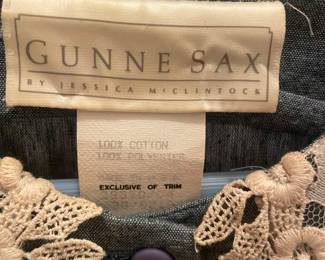 GUNNE SAX
BY JESSICA McCLINTOCK
100% COTTON
100% POLYESTER
EXCLUSIVE OF TRIM